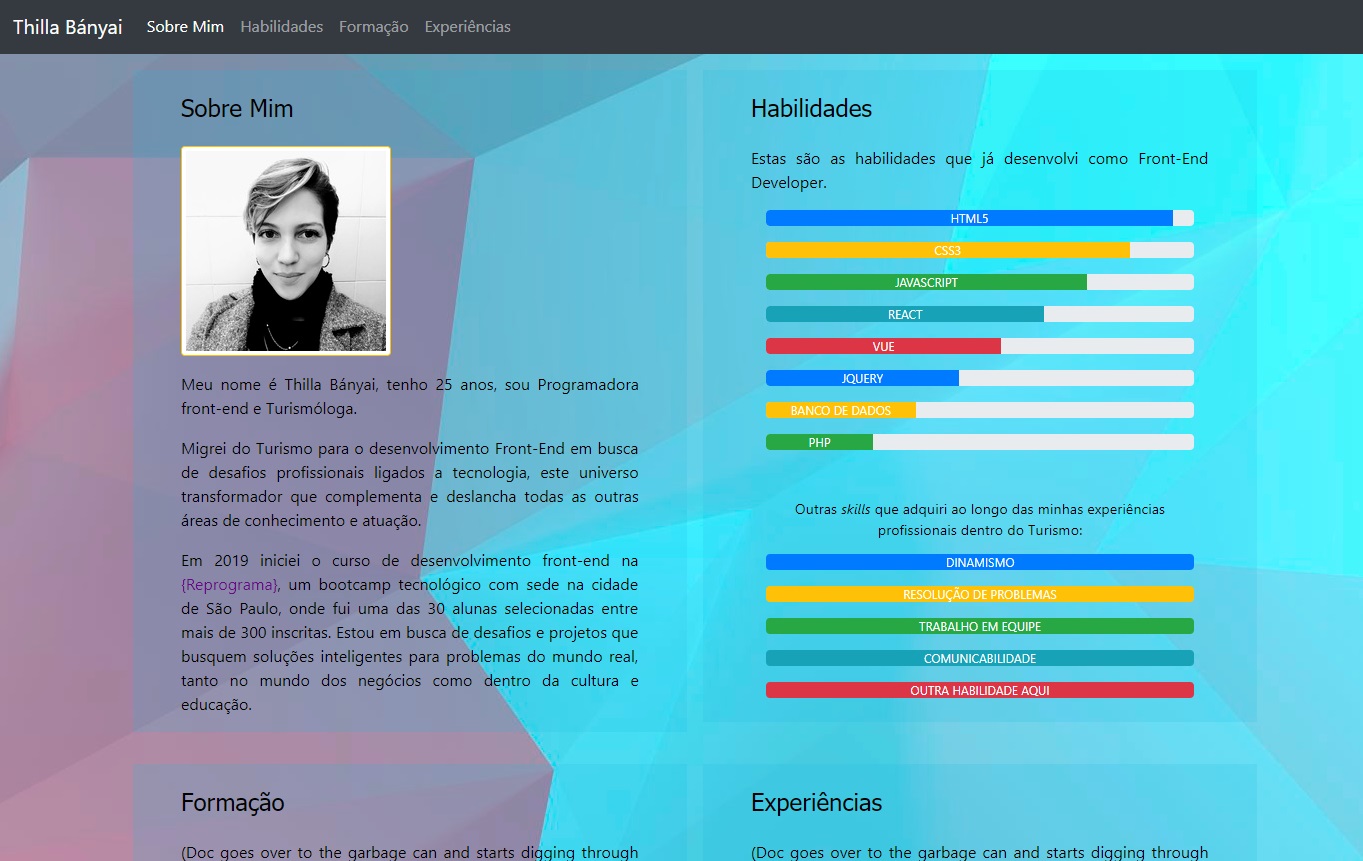 Thilla Bányai Sobre Mim Habilidades Formação Experiências
Sobre Mim
Meu nome é Thilla Bányai, tenho 25 anos, sou Programadora
front-end e Turismóloga.
Migrei do Turismo para o desenvolvimento Front-End em busca
de desafios profissionais ligados a tecnologia, este universo
transformador que complementa e deslancha todas as outras
áreas de conhecimento e atuação.
Em 2019 iniciei o curso de desenvolvimento front-end na
{Reprograma}, um bootcamp tecnológico com sede na cidade
de São Paulo, onde fui uma das 30 alunas selecionadas entre
mais de 300 inscritas. Estou em busca de desafios e projetos que
busquem soluções inteligentes para problemas do mundo real,
tanto no mundo dos negócios como dentro da cultura e
educação.
Habilidades
Estas são as habilidades que já desenvolvi como Front-End
Developer.
HTML5
CSS3
JAVASCRIPT
REACT
VUE
JQUERY
BANCO DE DADOS
PHP
Outras skills que adquiri ao longo das minhas experiências
profissionais dentro do Turismo:
DINAMISMO
RESOLUÇÃO DE PROBLEMAS
TRABALHO EM EQUIPE
COMUNICABILIDADE
OUTRA HABILIDADE AQUI
Formação
(Doc goes over to the garbage can and starts digging through
Experiências
(Doc goes over to the garbage can and starts digging through